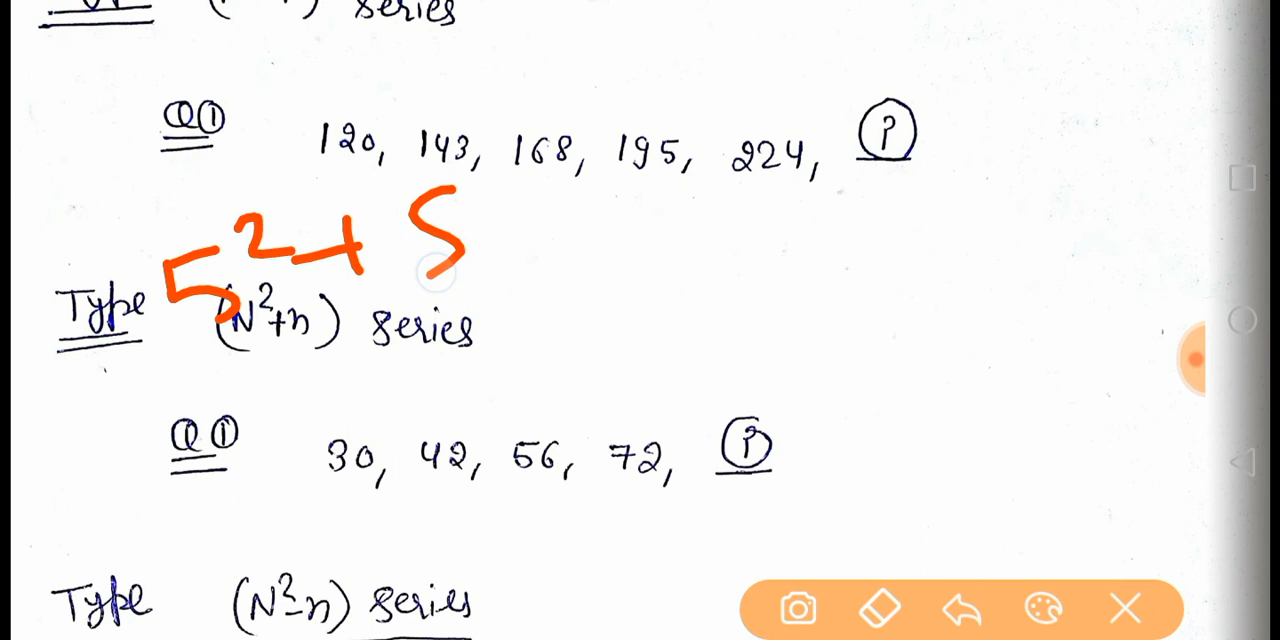 series
Q①
120, 143, 168, 195, 224, ?
5²+ 5
Type (N²+n) series
Q①
30, 42, 56, 72, ?
Type (N²-n) series